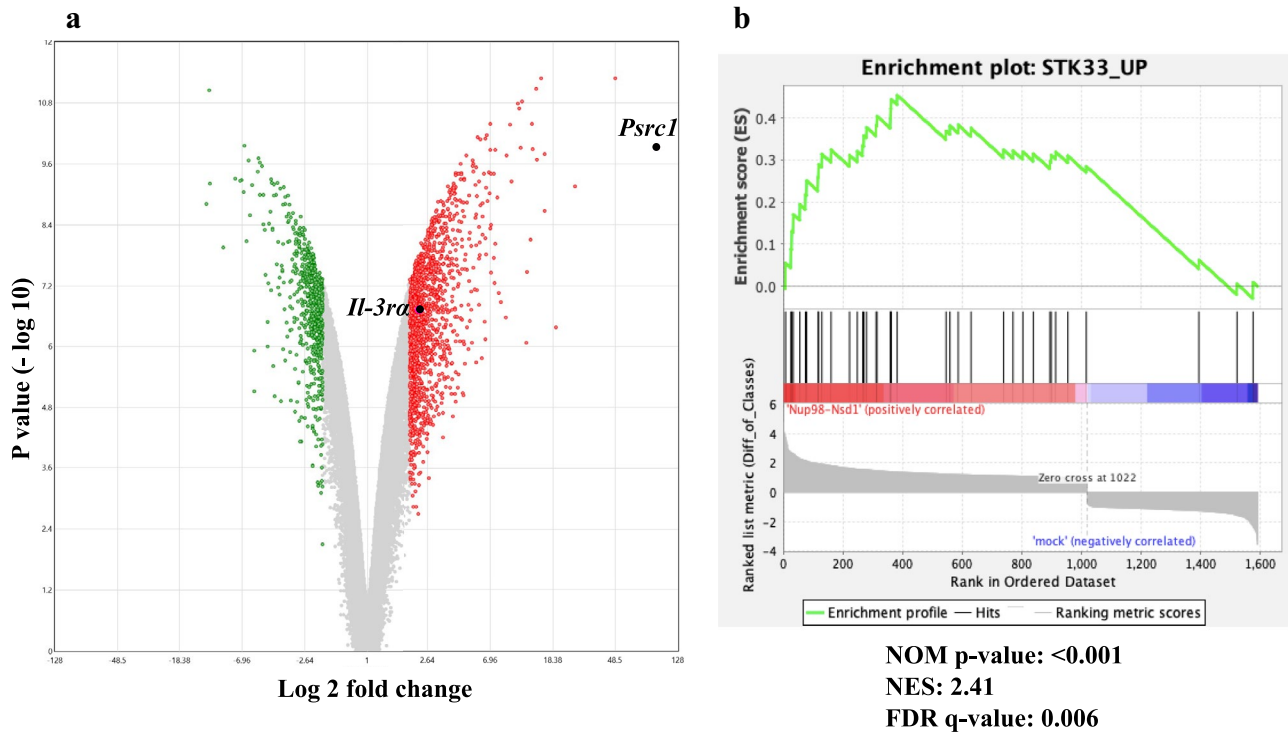 a
12
10.8
9.6
8.4
7.2
6
4.8
3.6
2.4
1.2
0
P value (- log 10)
Psrc1
Il-3rα
-128
-48.5
-18.38
-6.96
-2.64
1
2.64
6.96
18.38
48.5
128
Log 2 fold change
b
Enrichment plot: STK33_UP
Enrichment score (ES)
0.4
0.3
0.2
0.1
0.0
'Nup98-Nsd1' (positively correlated)
Ranked list metric (Diff_of_Classes)
6
4
2
0
-2
-4
Zero cross at 1022
'mock' (negatively correlated)
0
200
400
600
800
1,000
1,200
1,400
1,600
Rank in Ordered Dataset
Enrichment profile
Hits
Ranking metric scores
NOM p-value: <0.001
NES: 2.41
FDR q-value: 0.006